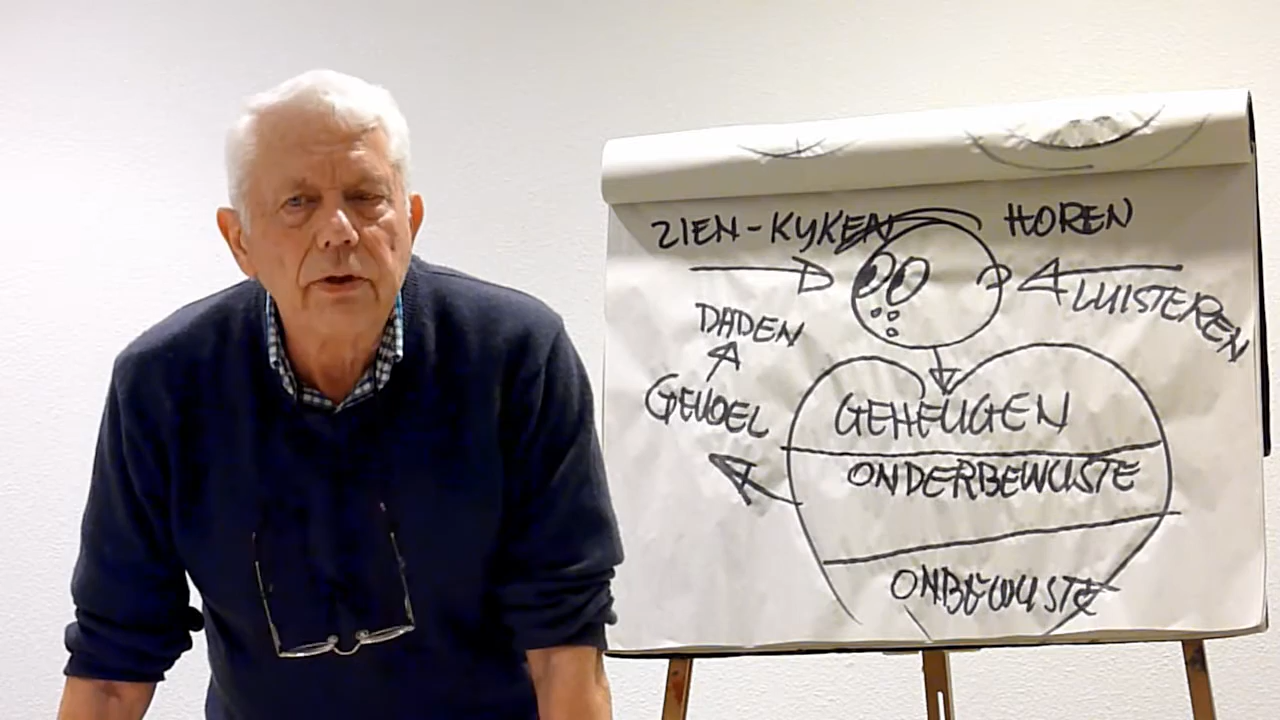 ZIEN-KYKEN
HOREN
LUISTEREN
DADEN
GEVOEL
GEHEUGEN
ONDERBEWUSTE
ONBEWUSTE